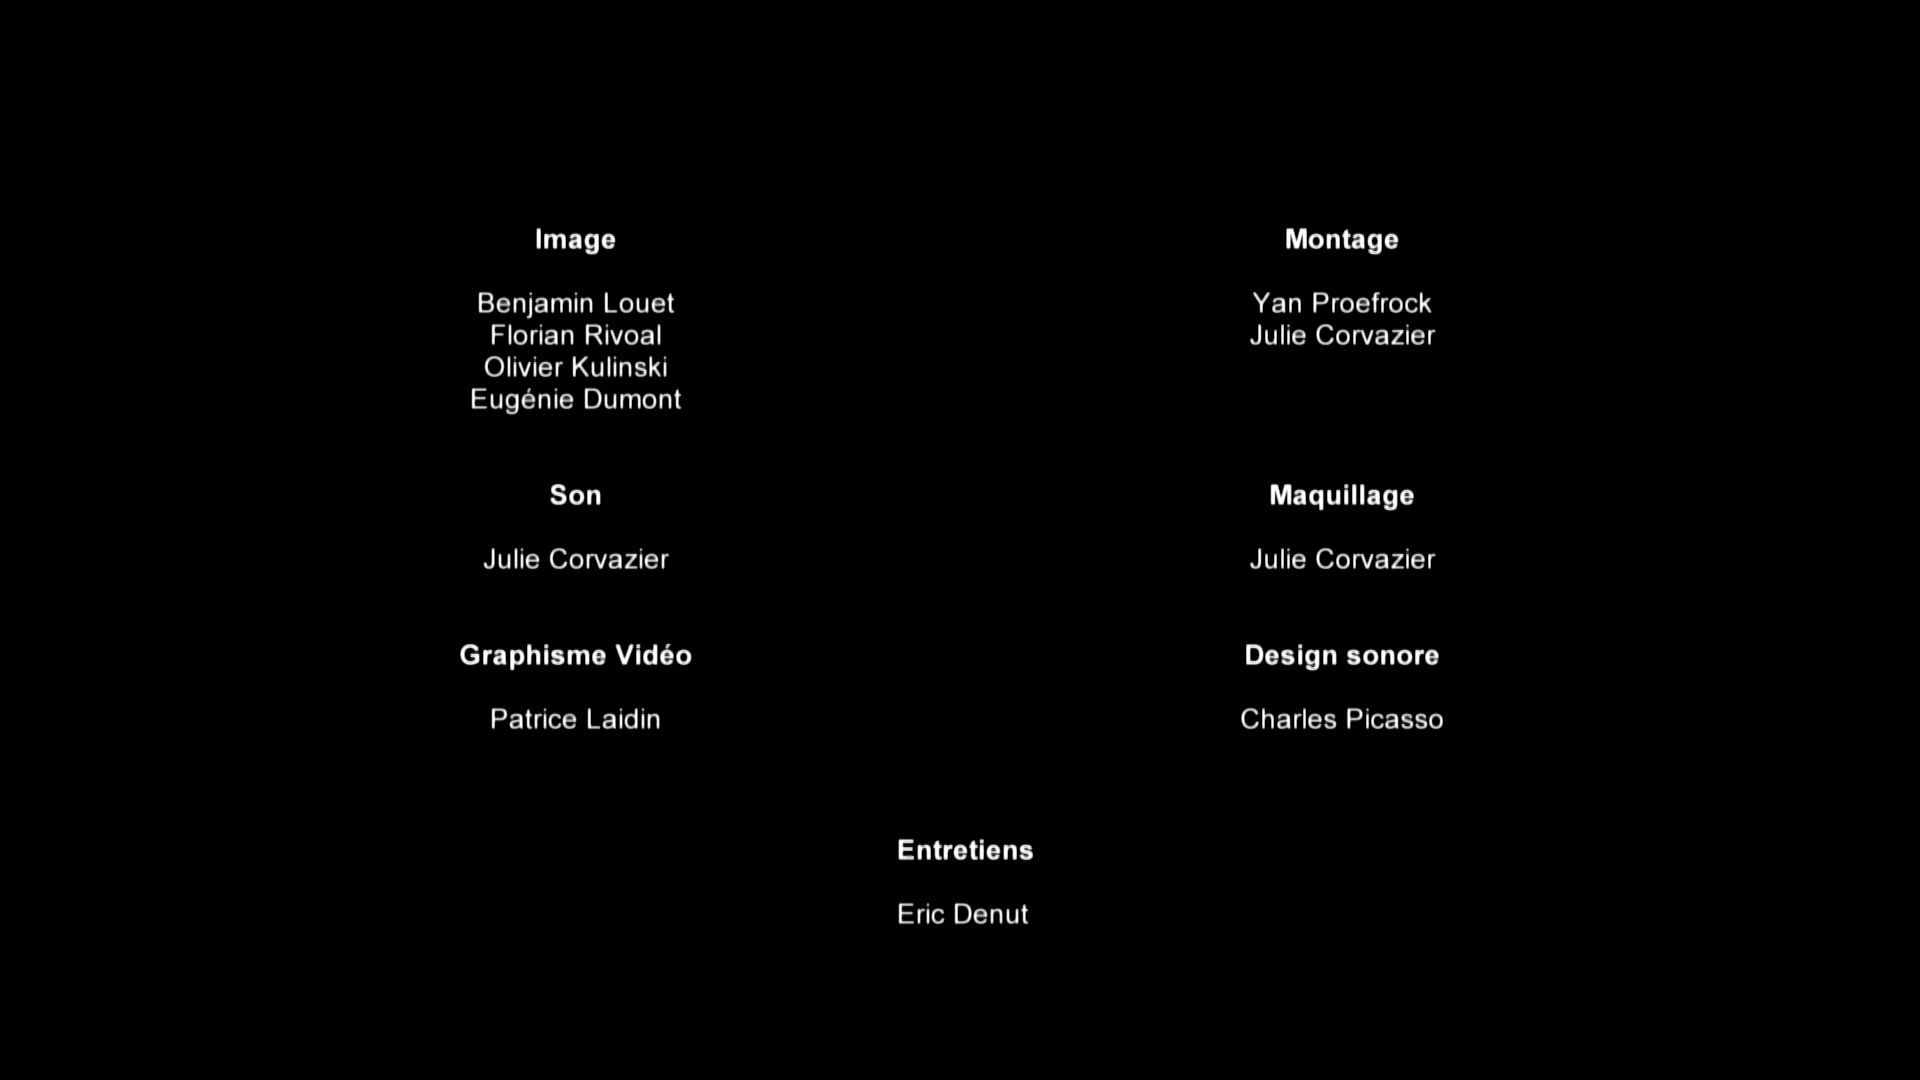 Image
Benjamin Louet
Florian Rivoal
Olivier Kulinski
Eugénie Dumont
Montage
Yan Proefrock
Julie Corvazier
Son
Julie Corvazier
Maquillage
Julie Corvazier
Graphisme Vidéo
Patrice Laidin
Design sonore
Charles Picasso
Entretiens
Eric Denut